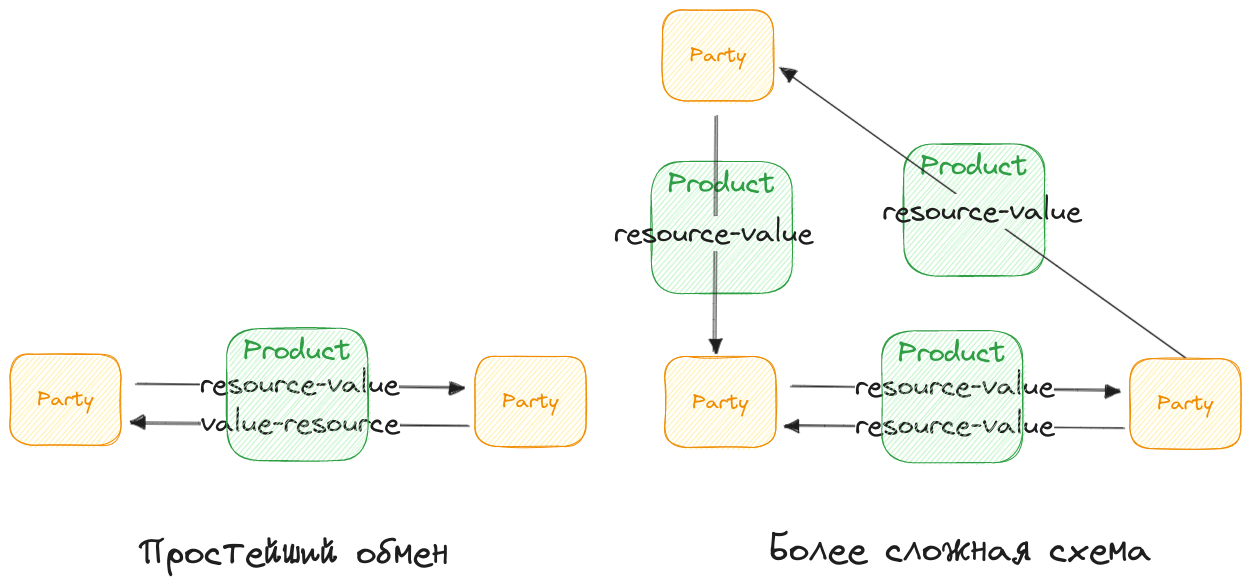 Party
Product
resource-value
value-resource
Party
Простейший обмен
Party
Product
resource-value
Product
resource-value
Party
Product
resource-value
resource-value
Party
Более сложная схема